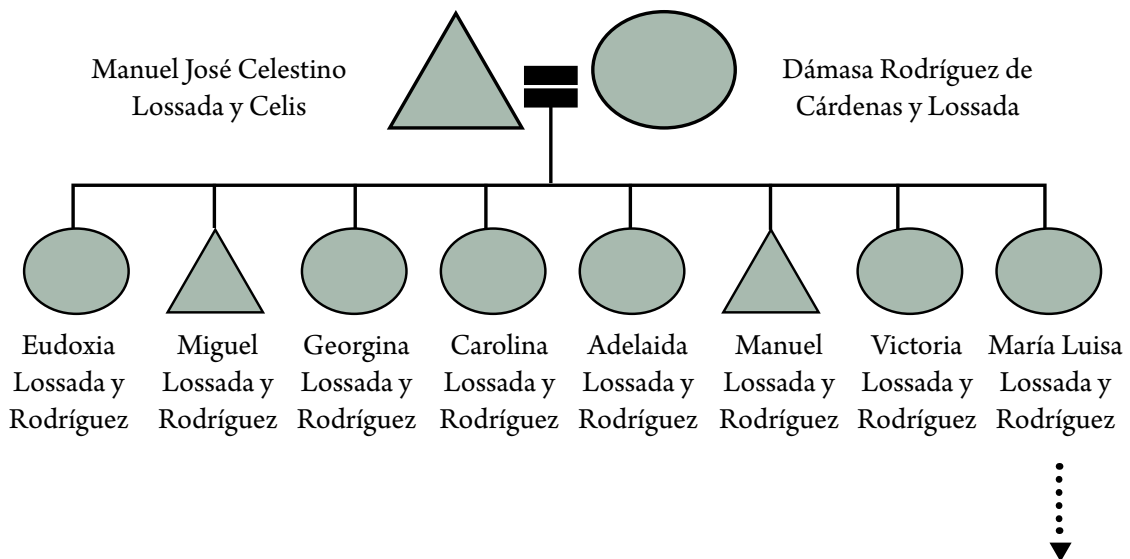 Manuel José Celestino
Lossada y Celis
Dámasa Rodríguez de
Cárdenas y Lossada
Eudoxia
Lossada y
Rodríguez
Miguel
Lossada y
Rodríguez
Georgina
Lossada y
Rodríguez
Carolina
Lossada y
Rodríguez
Adelaida
Lossada y
Rodríguez
Manuel
Lossada y
Rodríguez
Victoria
Lossada y
Rodríguez
María Luisa
Lossada y
Rodríguez